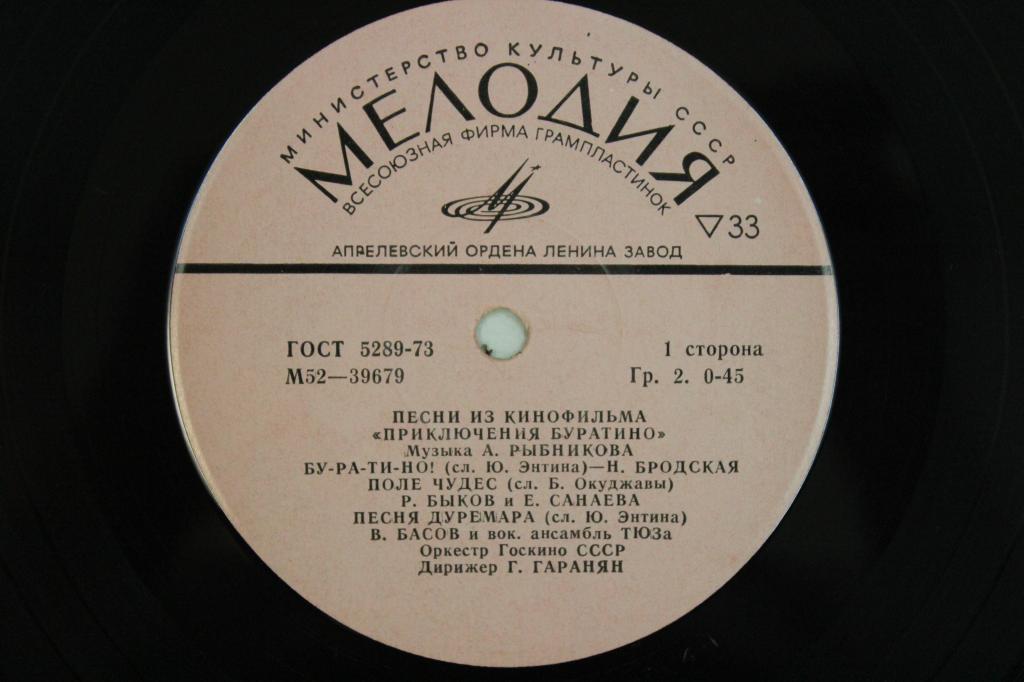 МИНИСТЕРСТВО КУЛЬТУРЫ СССР
МЕЛОДИЯ
ВСЕСОЮЗНАЯ ФИРМА ГРАМПЛАСТИНОК
▽33
АПРЕЛЕВСКИЙ ОРДЕНА ЛЕНИНА ЗАВОД
ГОСТ 5289-73 1 сторона
М52—39679 Гр. 2. 0-45
ПЕСНИ ИЗ КИНОФИЛЬМА
«ПРИКЛЮЧЕНИЯ БУРАТИНО»
Музыка А. РЫБНИКОВА
БУ-РА-ТИ-НО! (сл. Ю. Энтина)—Н. БРОДСКАЯ
ПОЛЕ ЧУДЕС (сл. Б. Окуджавы)
Р. БЫКОВ и Е. САНАЕВА
ПЕСНЯ ДУРЕМАРА (сл. Ю. Энтина)
В. БАСОВ и вок. ансамбль ТЮЗа
Оркестр Госкино СССР
Дирижер Г. ГАРАНЯН